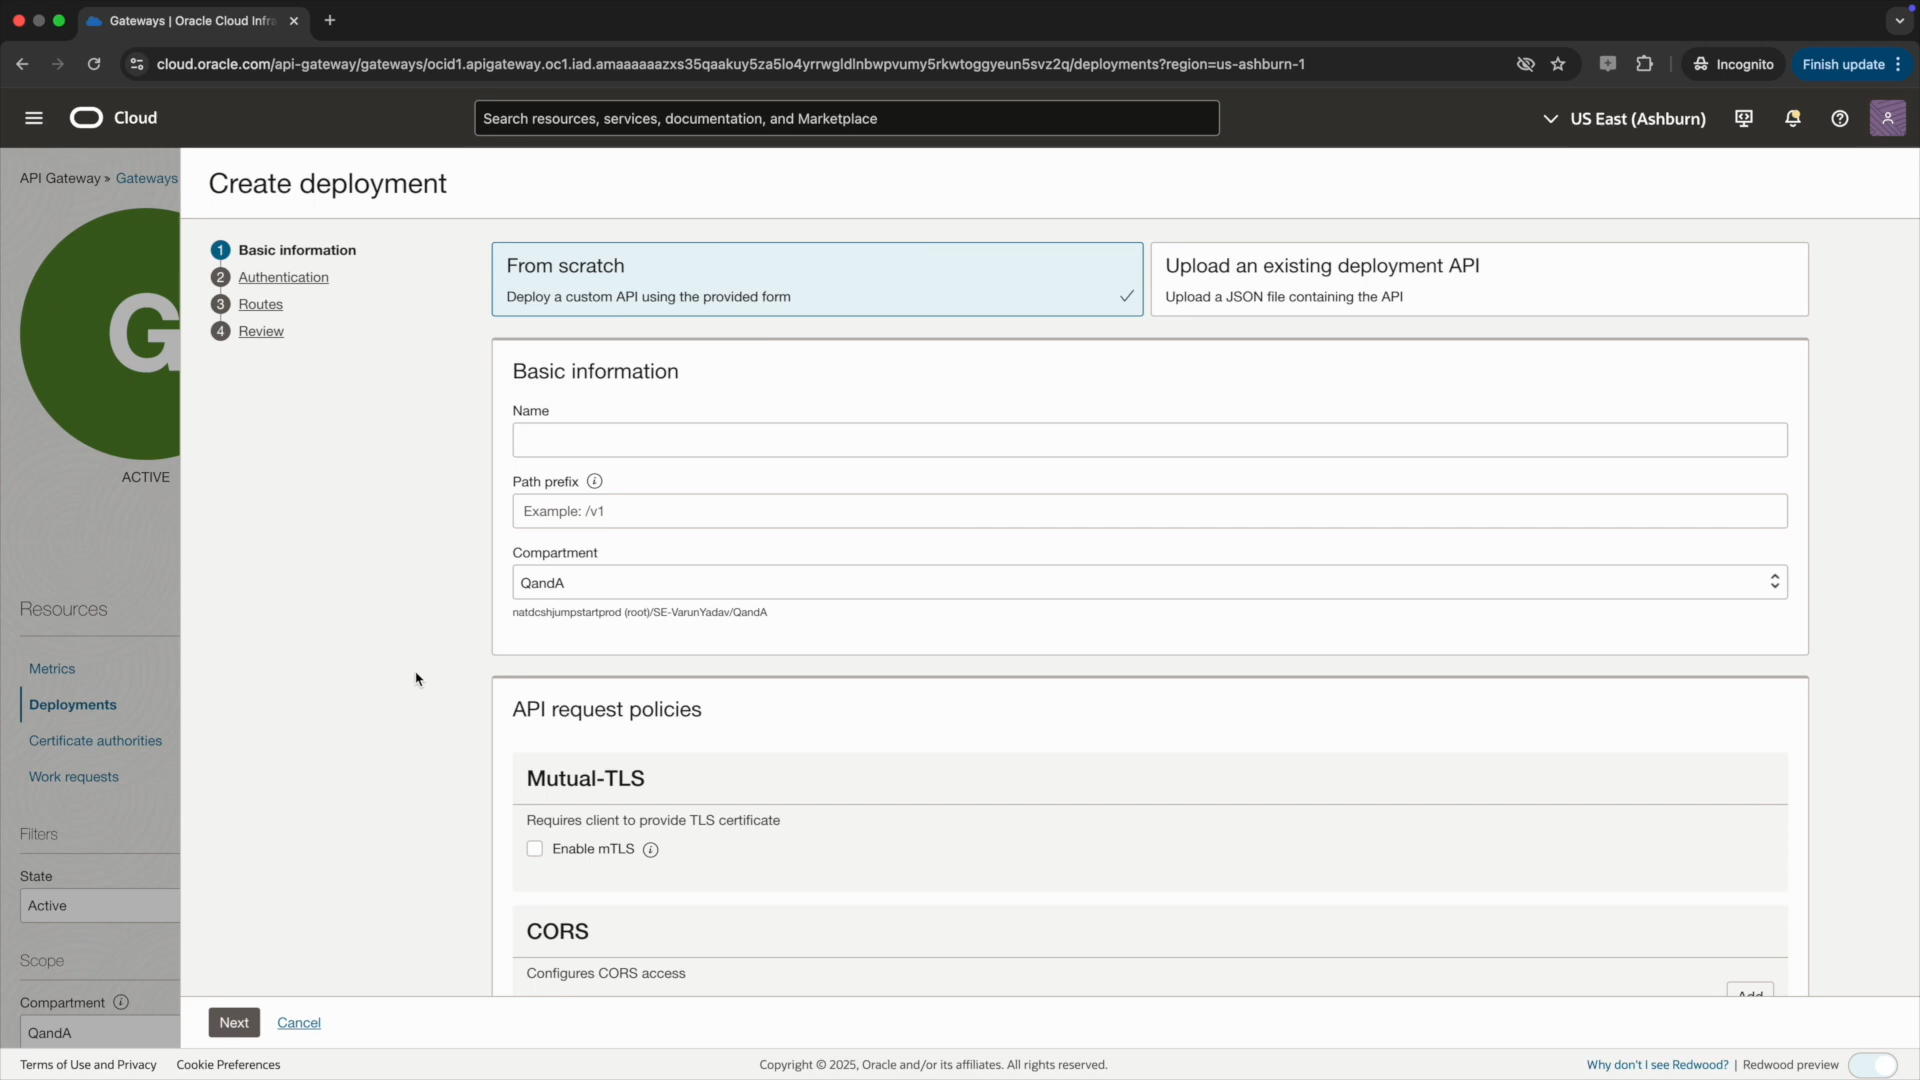 Gateways | Oracle Cloud Infra
cloud.oracle.com/api-gateway/gateways/ocid1.apigateway.oc1.iad.amaaaaaazxs35qaakuy5za5lo4yrrwgldlnbwpvumy5rkwtoggyeun5svz2q/deployments?region=us-ashburn-1
Incognito
Finish update
Cloud
Search resources, services, documentation, and Marketplace
US East (Ashburn)
API Gateway » Gateways
G
ACTIVE
Resources
Metrics
Deployments
Certificate authorities
Work requests
Filters
State
Active
Scope
Compartment
QandA
Create deployment
1 Basic information
2 Authentication
3 Routes
4 Review
From scratch
Deploy a custom API using the provided form
Upload an existing deployment API
Upload a JSON file containing the API
Basic information
Name
Path prefix
Example: /v1
Compartment
QandA
natdcshjumpstartprod (root)/SE-VarunYadav/QandA
API request policies
Mutual-TLS
Requires client to provide TLS certificate
Enable mTLS
CORS
Configures CORS access
Add
Next
Cancel
Terms of Use and Privacy
Cookie Preferences
Copyright © 2025, Oracle and/or its affiliates. All rights reserved.
Why don't I see Redwood? | Redwood preview